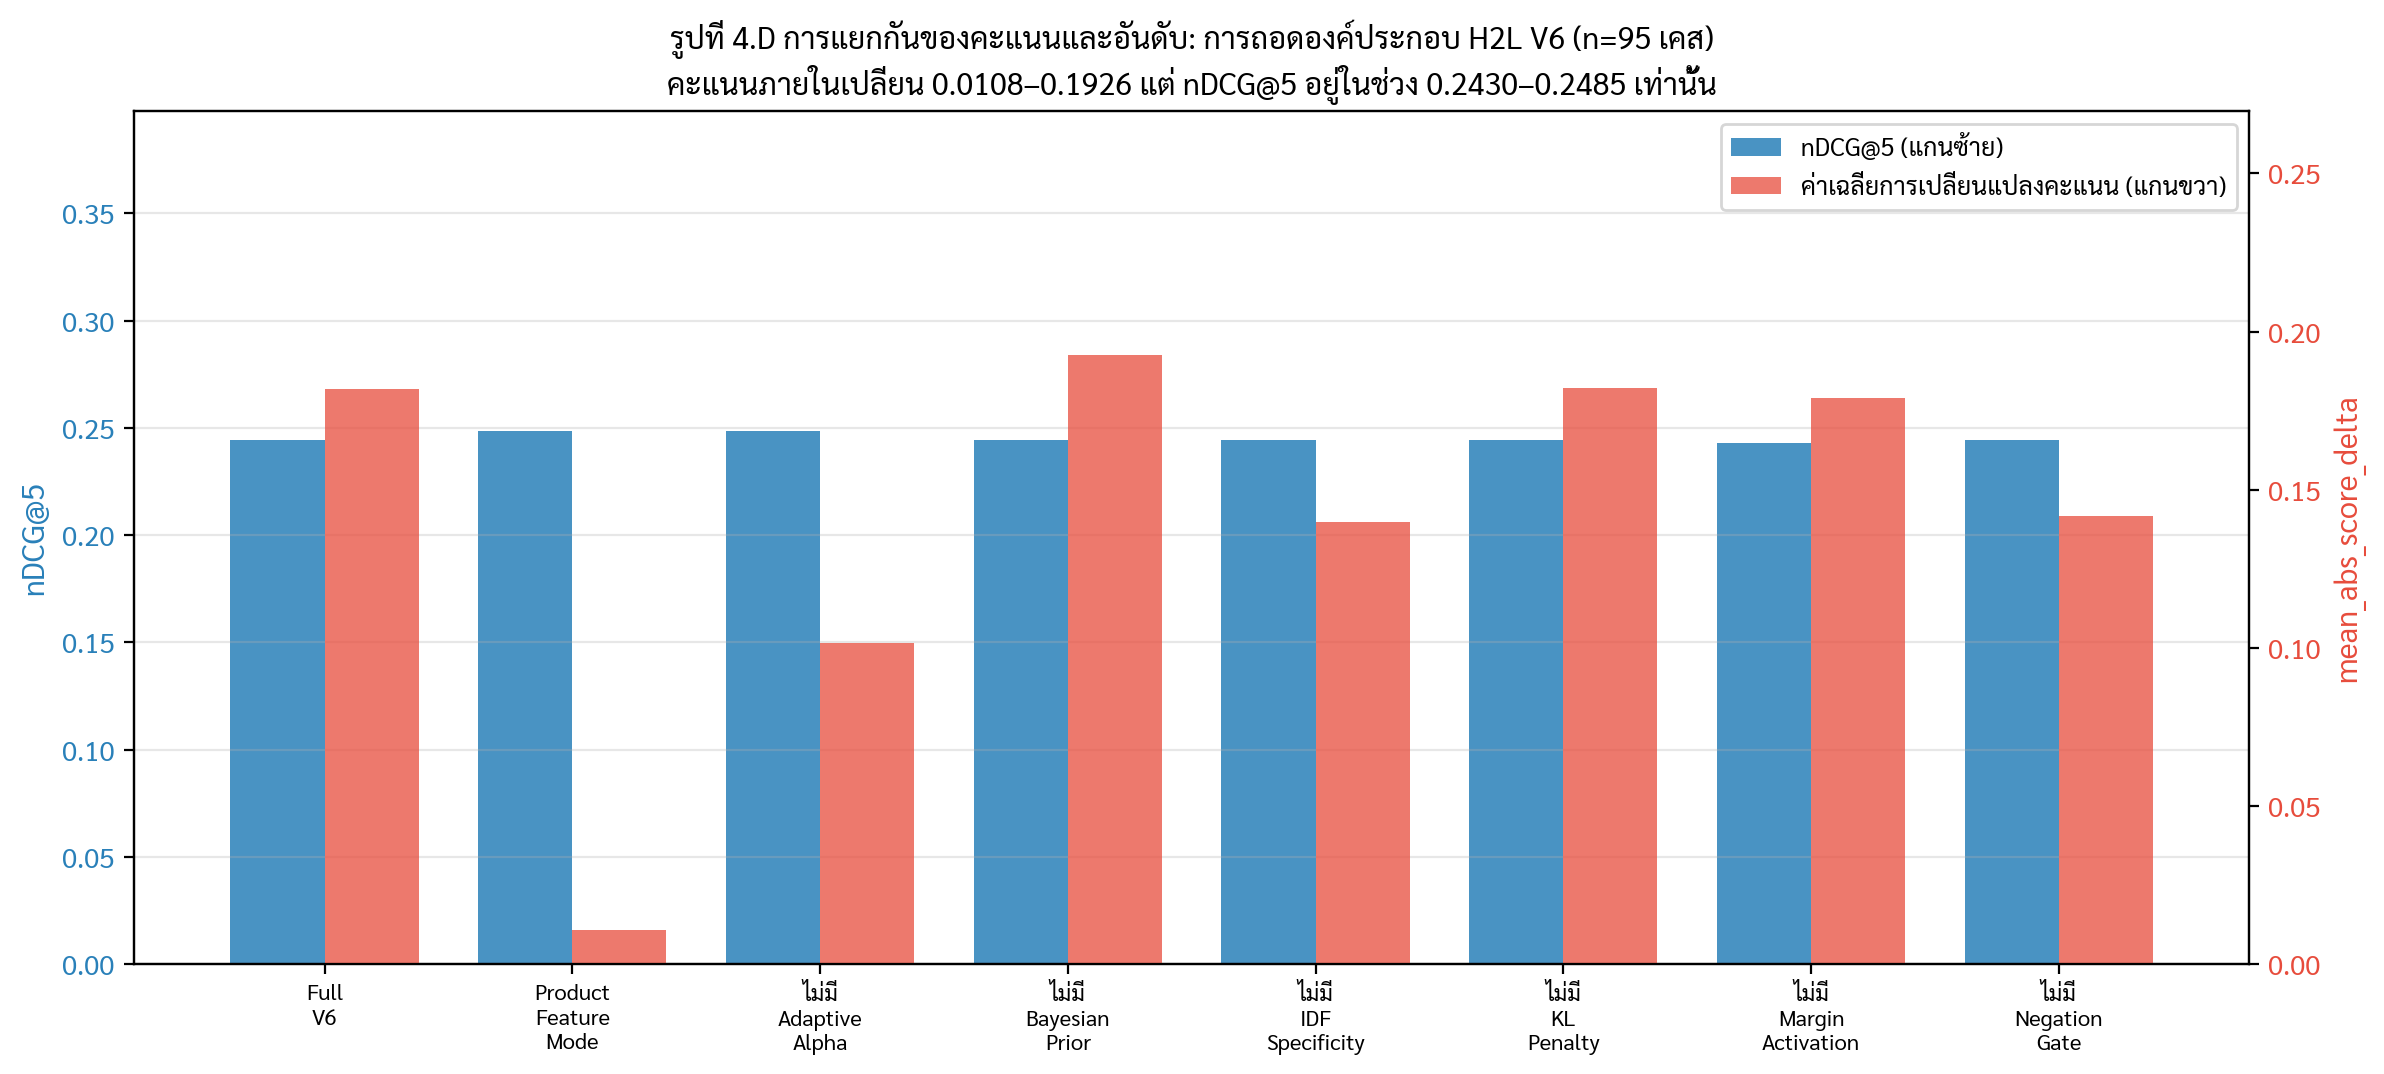 รูปที่ 4.D การแยกกันของคะแนนและอันดับ: การถอดองค์ประกอบ H2L V6 (n=95 เคส)
คะแนนภายในเปลี่ยน 0.0108–0.1926 แต่ nDCG@5 อยู่ในช่วง 0.2430–0.2485 เท่านั้น
nDCG@5 (แกนซ้าย)
ค่าเฉลี่ยการเปลี่ยนแปลงคะแนน (แกนขวา)
nDCG@5
0.35
0.30
0.25
0.20
0.15
0.10
0.05
0.00
0.25
0.20
0.15
0.10
0.05
0.00
mean_abs_score_delta
Full
V6
Product
Feature
Mode
ไม่มี
Adaptive
Alpha
ไม่มี
Bayesian
Prior
ไม่มี
IDF
Specificity
ไม่มี
KL
Penalty
ไม่มี
Margin
Activation
ไม่มี
Negation
Gate